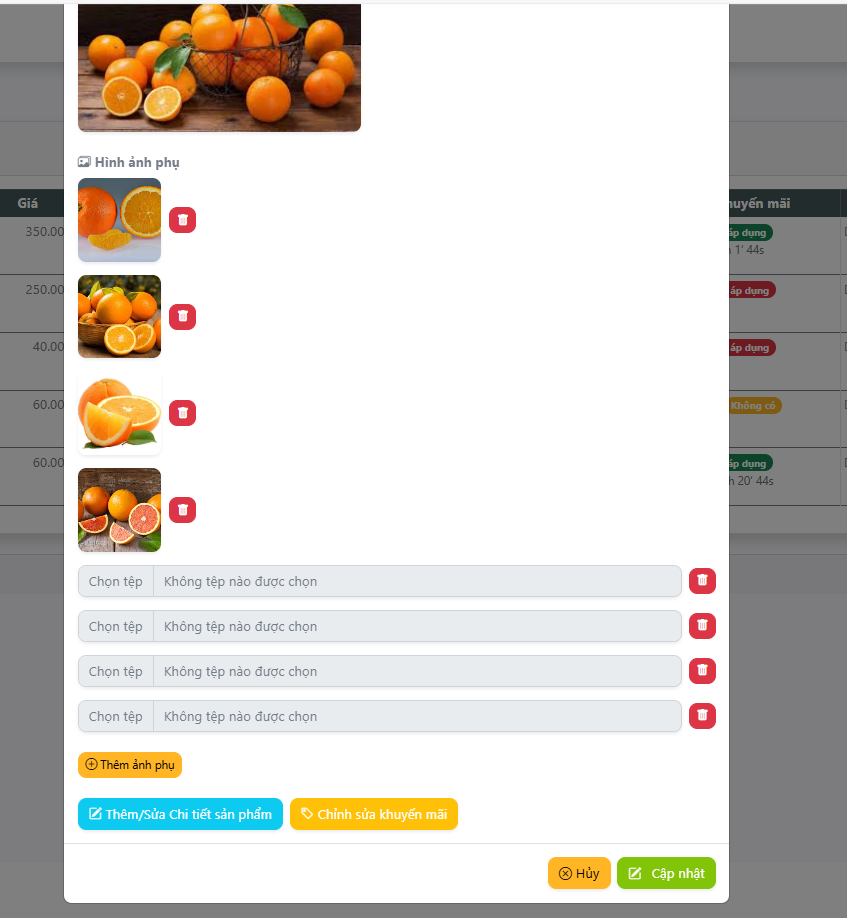 Hình ảnh phụ
Giá
khuyến mãi
350.00
áp dụng
1' 44s
250.00
áp dụng
40.00
áp dụng
60.00
Không có
60.00
áp dụng
h 20' 44s
Chọn tệp Không tệp nào được chọn
Chọn tệp Không tệp nào được chọn
Chọn tệp Không tệp nào được chọn
Chọn tệp Không tệp nào được chọn
Thêm ảnh phụ
Thêm/Sửa Chi tiết sản phẩm Chỉnh sửa khuyến mãi
Hủy Cập nhật